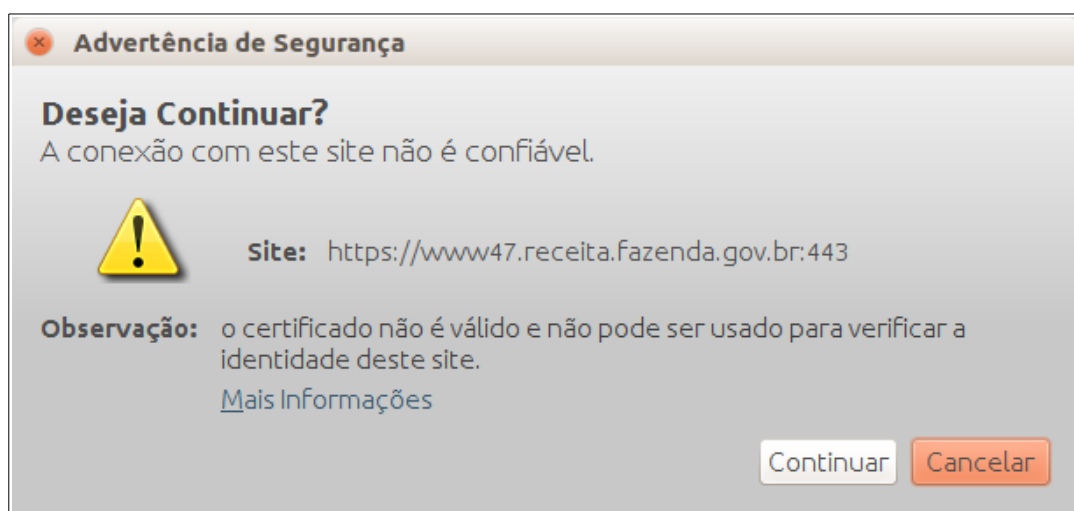 Advertência de Segurança
Deseja Continuar?
A conexão com este site não é confiável.
Site: https://www47.receita.fazenda.gov.br:443
Observação: o certificado não é válido e não pode ser usado para verificar a
identidade deste site.
Mais Informações
Continuar Cancelar